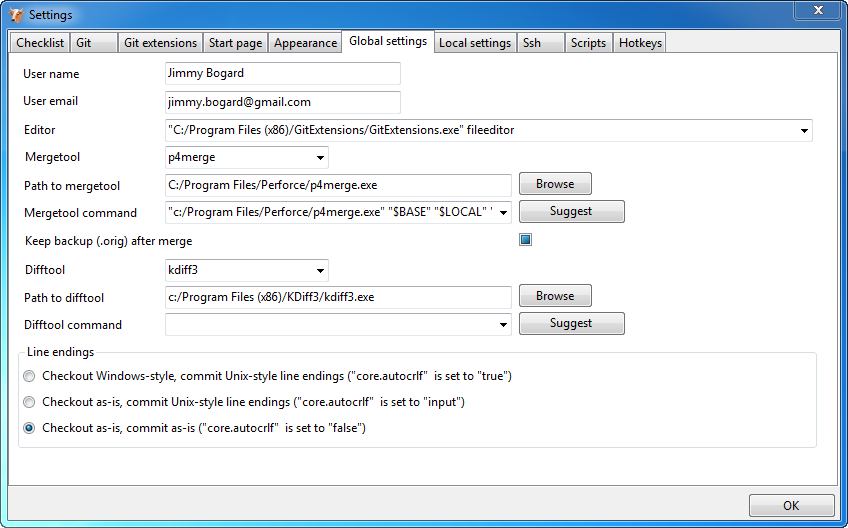 Settings
Checklist Git Git extensions Start page Appearance Global settings Local settings Ssh Scripts Hotkeys
User name Jimmy Bogard
User email jimmy.bogard@gmail.com
Editor "C:/Program Files (x86)/GitExtensions/GitExtensions.exe" fileeditor
Mergetool p4merge
Path to mergetool C:/Program Files/Perforce/p4merge.exe Browse
Mergetool command "c:/Program Files/Perforce/p4merge.exe" "$BASE" "$LOCAL" " Suggest
Keep backup (.orig) after merge
Difftool kdiff3
Path to difftool c:/Program Files (x86)/KDiff3/kdiff3.exe Browse
Difftool command Suggest
Line endings
Checkout Windows-style, commit Unix-style line endings ("core.autocrlf" is set to "true")
Checkout as-is, commit Unix-style line endings ("core.autocrlf" is set to "input")
Checkout as-is, commit as-is ("core.autocrlf" is set to "false")
OK